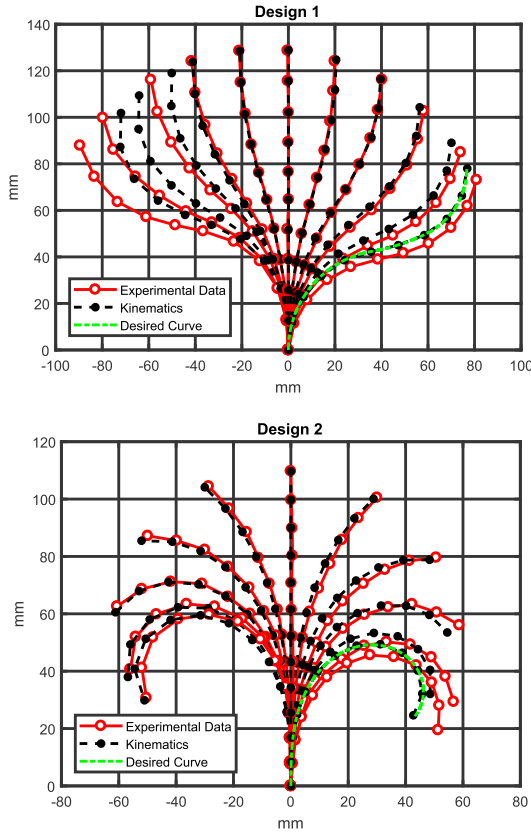 Design 1
140
120
100
80
60
40
20
0
mm
Experimental Data
Kinematics
Desired Curve
-100 -80 -60 -40 -20 0 20 40 60 80 100
mm
Design 2
120
100
80
60
40
20
0
mm
Experimental Data
Kinematics
Desired Curve
-80 -60 -40 -20 0 20 40 60 80
mm